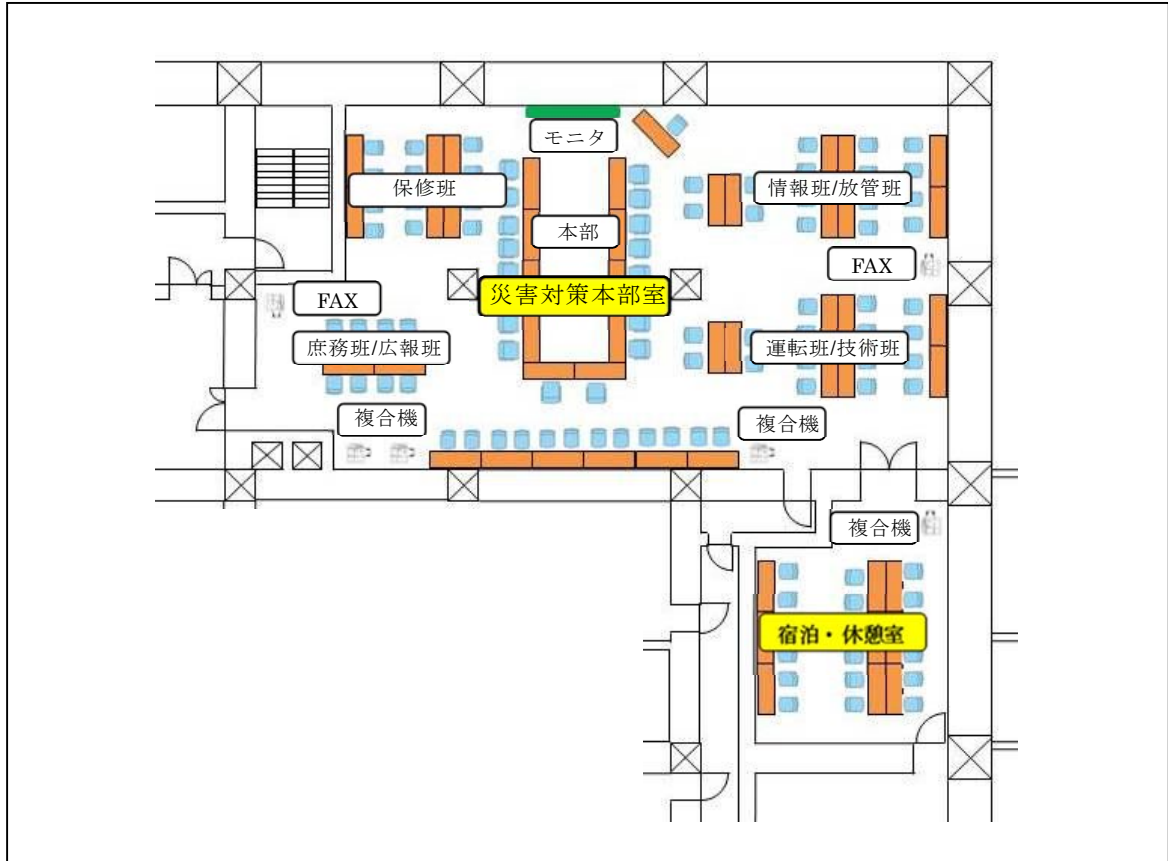 モニタ
保修班
情報班/放管班
本部
FAX
災害対策本部室
FAX
庶務班/広報班
運転班/技術班
複合機
複合機
複合機
宿泊・休憩室